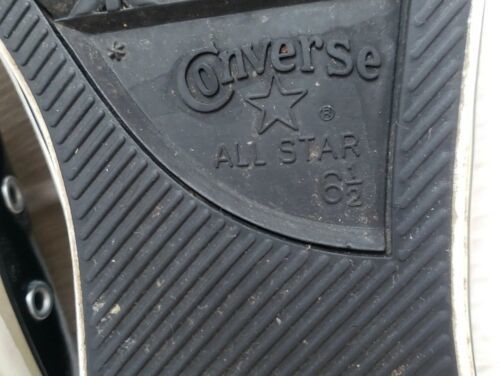 Converse
®
ALL STAR
6½